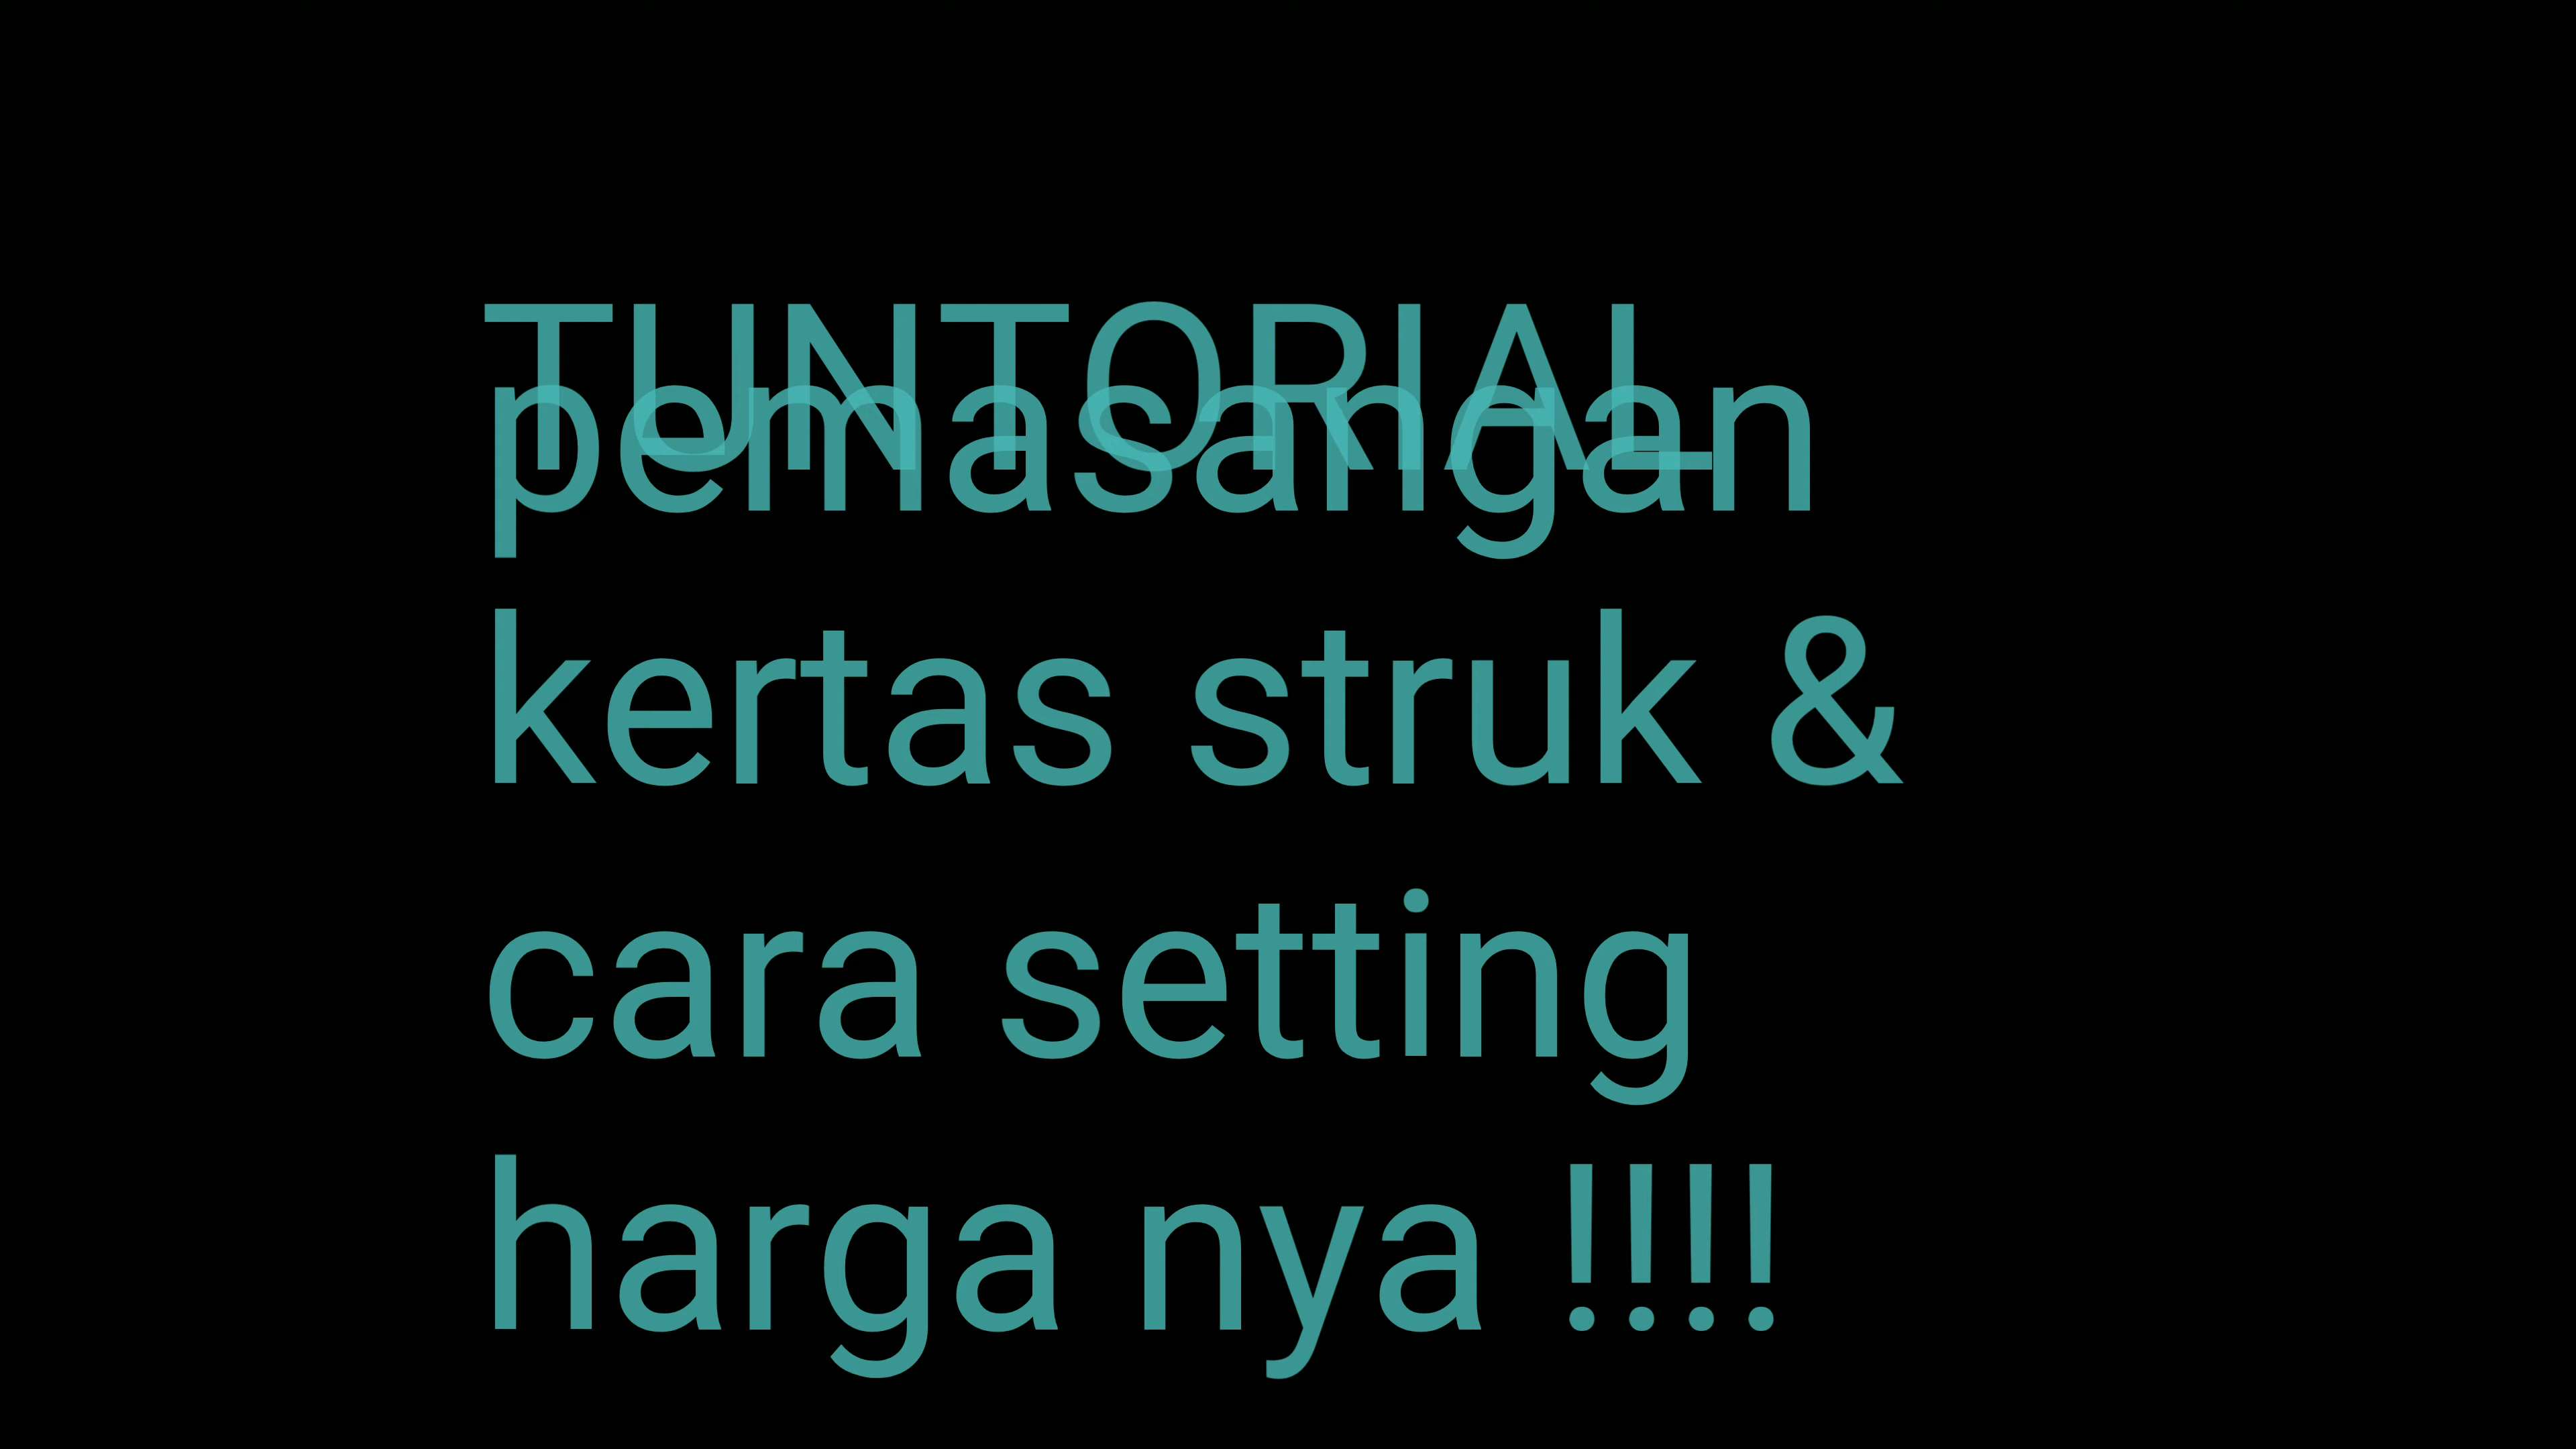 TUNTORIAL
pemasangan
kertas struk &
cara setting
harga nya !!!!